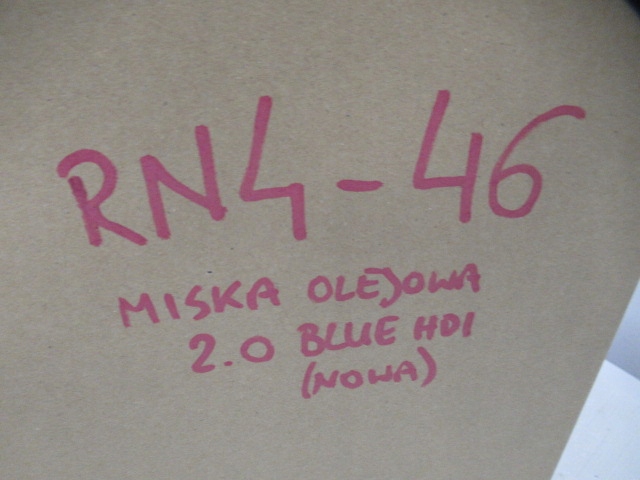 RN4-46
MISKA OLEJOWA
2.0 BLUE HDI
(NOWA)